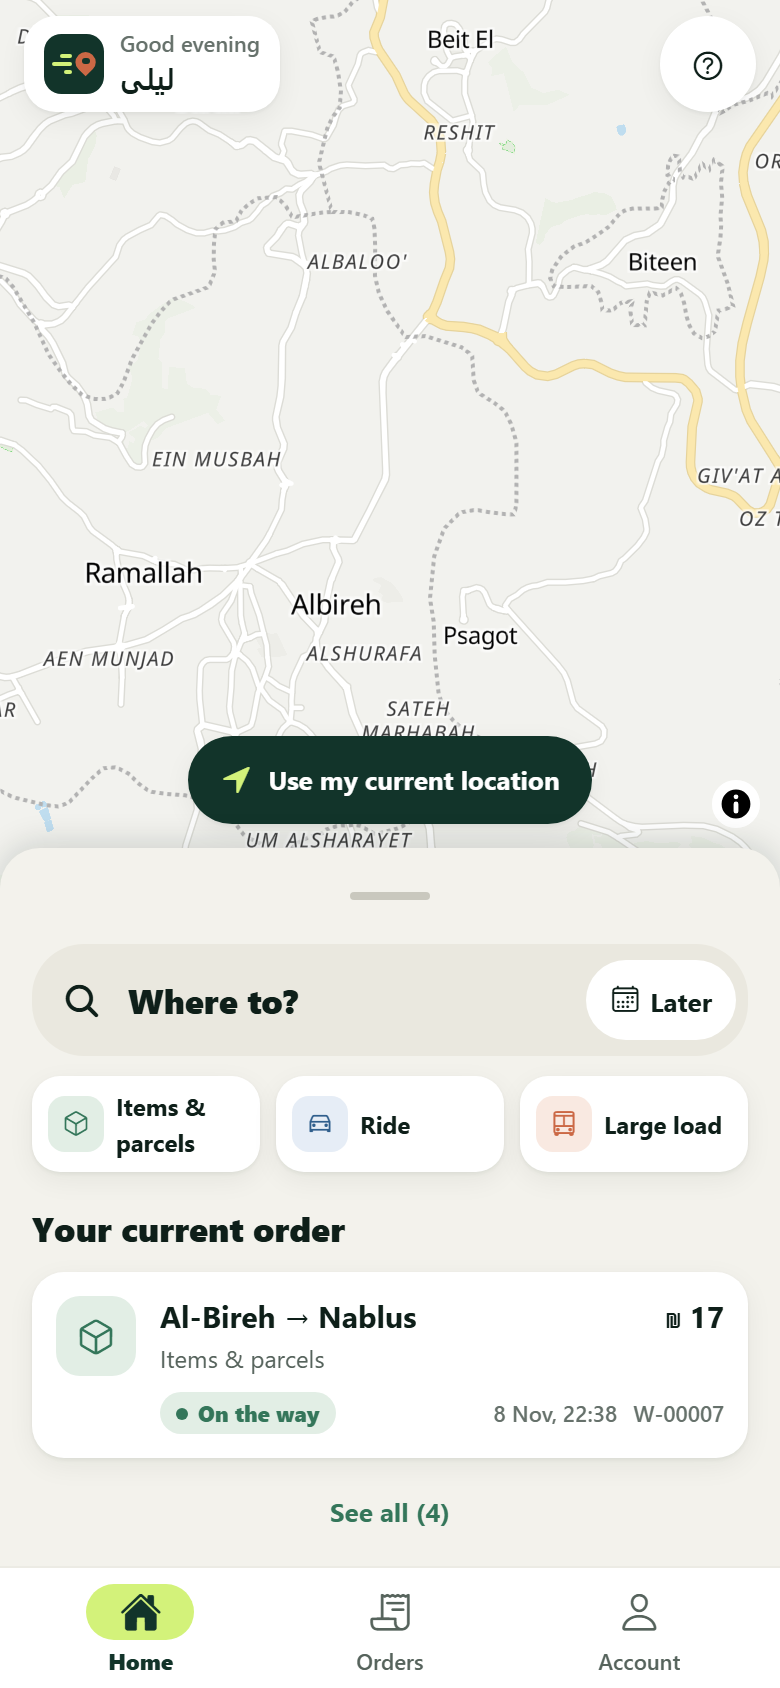 Good evening
ليلى
Beit El
RESHIT
ALBALOO'
Biteen
EIN MUSBAH
GIV'AT A
OZ T
Ramallah
Albireh
Psagot
AEN MUNJAD
ALSHURAFA
SATEH
MARHABAH
Use my current location
UM ALSHARAYET
Where to?
Later
Items &
parcels
Ride
Large load
Your current order
Al-Bireh → Nablus
₪ 17
Items & parcels
On the way
8 Nov, 22:38 W-00007
See all (4)
Home
Orders
Account